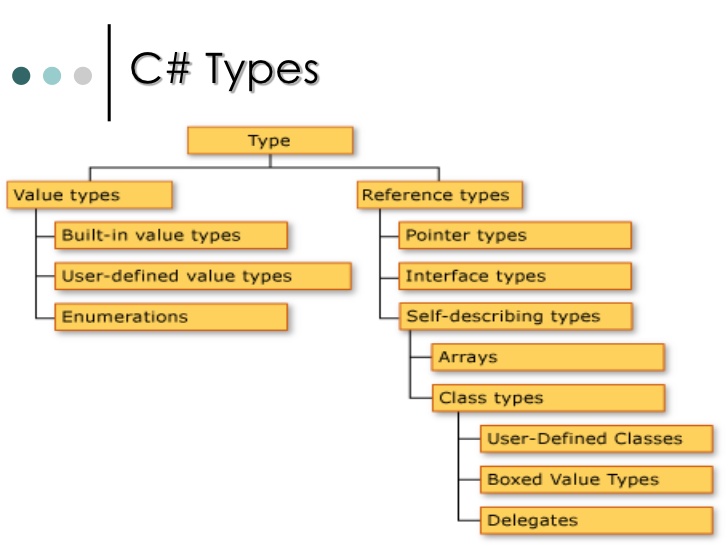 C# Types
Type
Value types
Reference types
Built-in value types
Pointer types
User-defined value types
Interface types
Enumerations
Self-describing types
Arrays
Class types
User-Defined Classes
Boxed Value Types
Delegates